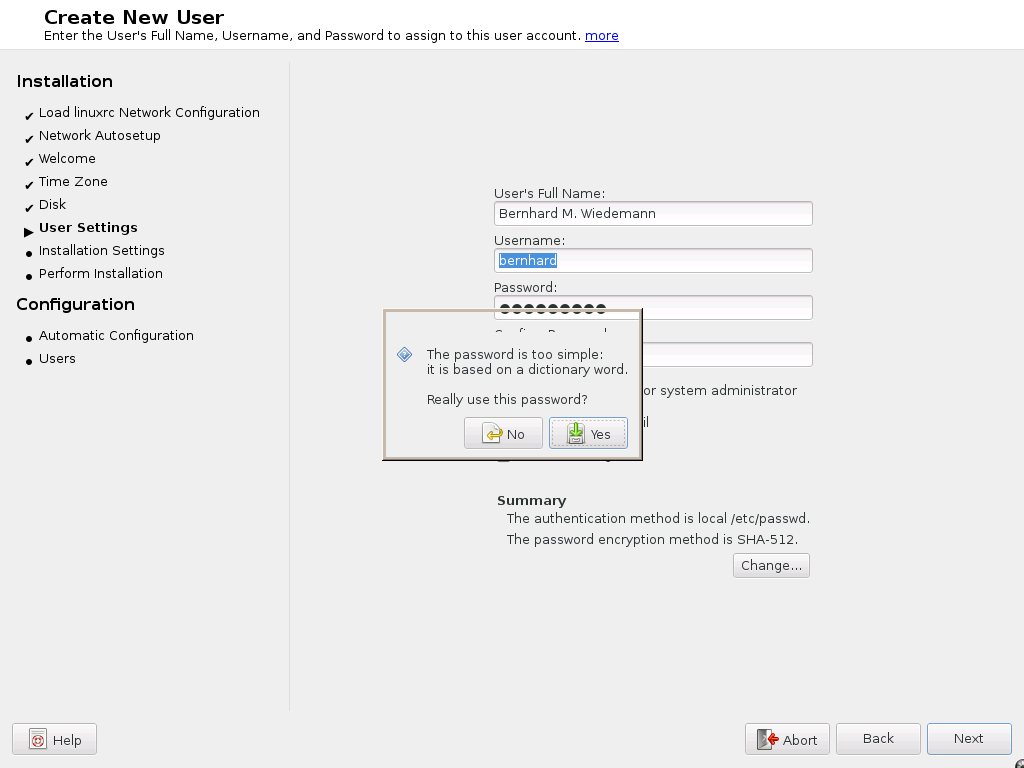 Create New User
Enter the User's Full Name, Username, and Password to assign to this user account. more
Installation
Load linuxrc Network Configuration
Network Autosetup
Welcome
Time Zone
Disk
User Settings
Installation Settings
Perform Installation
Configuration
Automatic Configuration
Users
User's Full Name:
Bernhard M. Wiedemann
Username:
bernhard
Password:
or system administrator
il
The password is too simple:
it is based on a dictionary word.
Really use this password?
No
Yes
Summary
The authentication method is local /etc/passwd.
The password encryption method is SHA-512.
Change...
Help
Abort
Back
Next